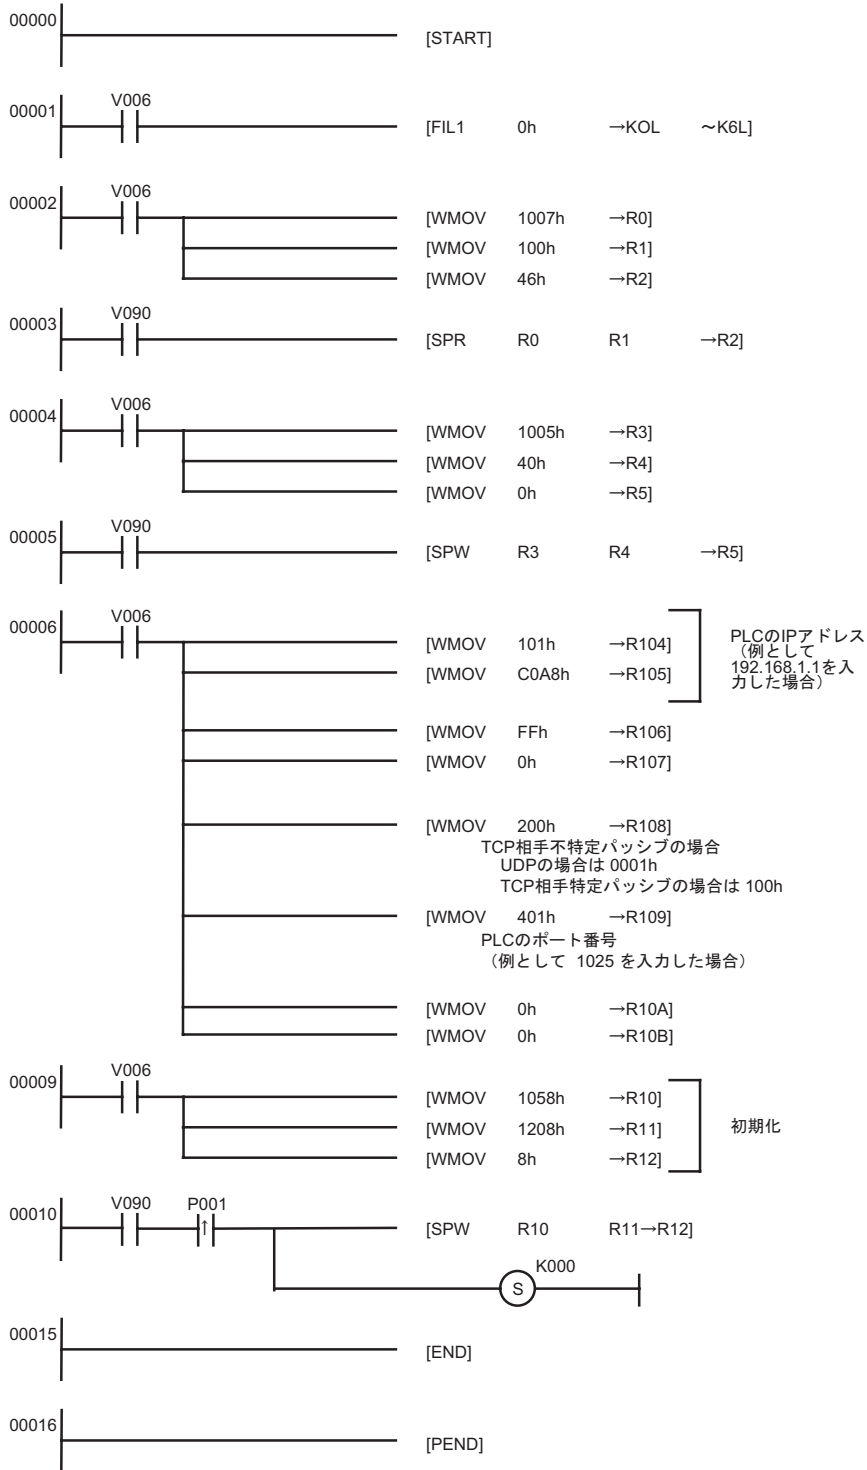 00000
[START]
00001 V006
[FIL1 0h →KOL ～K6L]
00002 V006
[WMOV 1007h →R0]
[WMOV 100h →R1]
[WMOV 46h →R2]
00003 V090
[SPR R0 R1 →R2]
00004 V006
[WMOV 1005h →R3]
[WMOV 40h →R4]
[WMOV 0h →R5]
00005 V090
[SPW R3 R4 →R5]
00006 V006
[WMOV 101h →R104]
[WMOV C0A8h →R105]
PLCのIPアドレス
（例として
192.168.1.1を入
力した場合）
[WMOV FFh →R106]
[WMOV 0h →R107]
[WMOV 200h →R108]
TCP相手不特定パッシブの場合
UDPの場合は 0001h
TCP相手特定パッシブの場合は 100h
[WMOV 401h →R109]
PLCのポート番号
（例として 1025 を入力した場合）
[WMOV 0h →R10A]
[WMOV 0h →R10B]
00009 V006
[WMOV 1058h →R10]
[WMOV 1208h →R11]
[WMOV 8h →R12]
初期化
00010 V090 P001
↑
[SPW R10 R11→R12]
K000
S
00015
[END]
00016
[PEND]